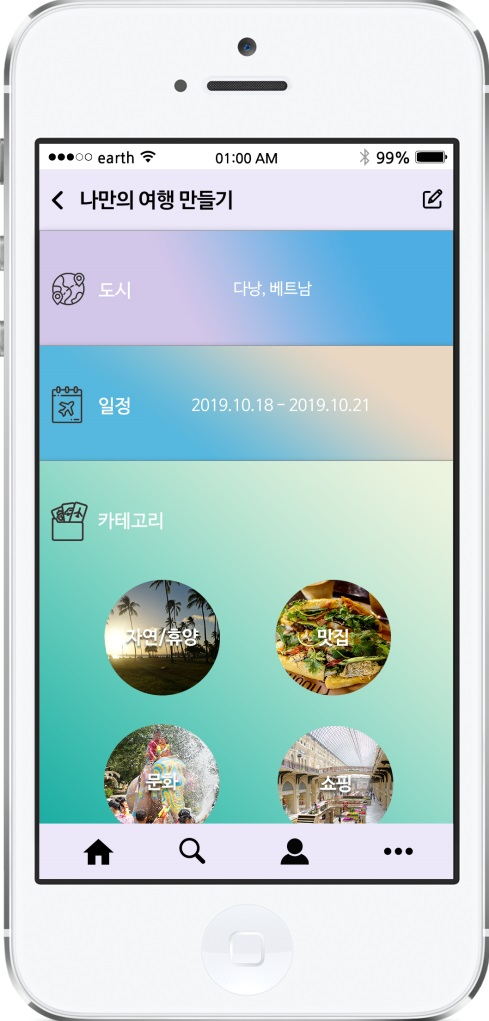 earth 01:00 AM 99%
나만의 여행 만들기
도시 다낭, 베트남
일정 2019.10.18 - 2019.10.21
카테고리
자연/휴양 맛집
문화 쇼핑